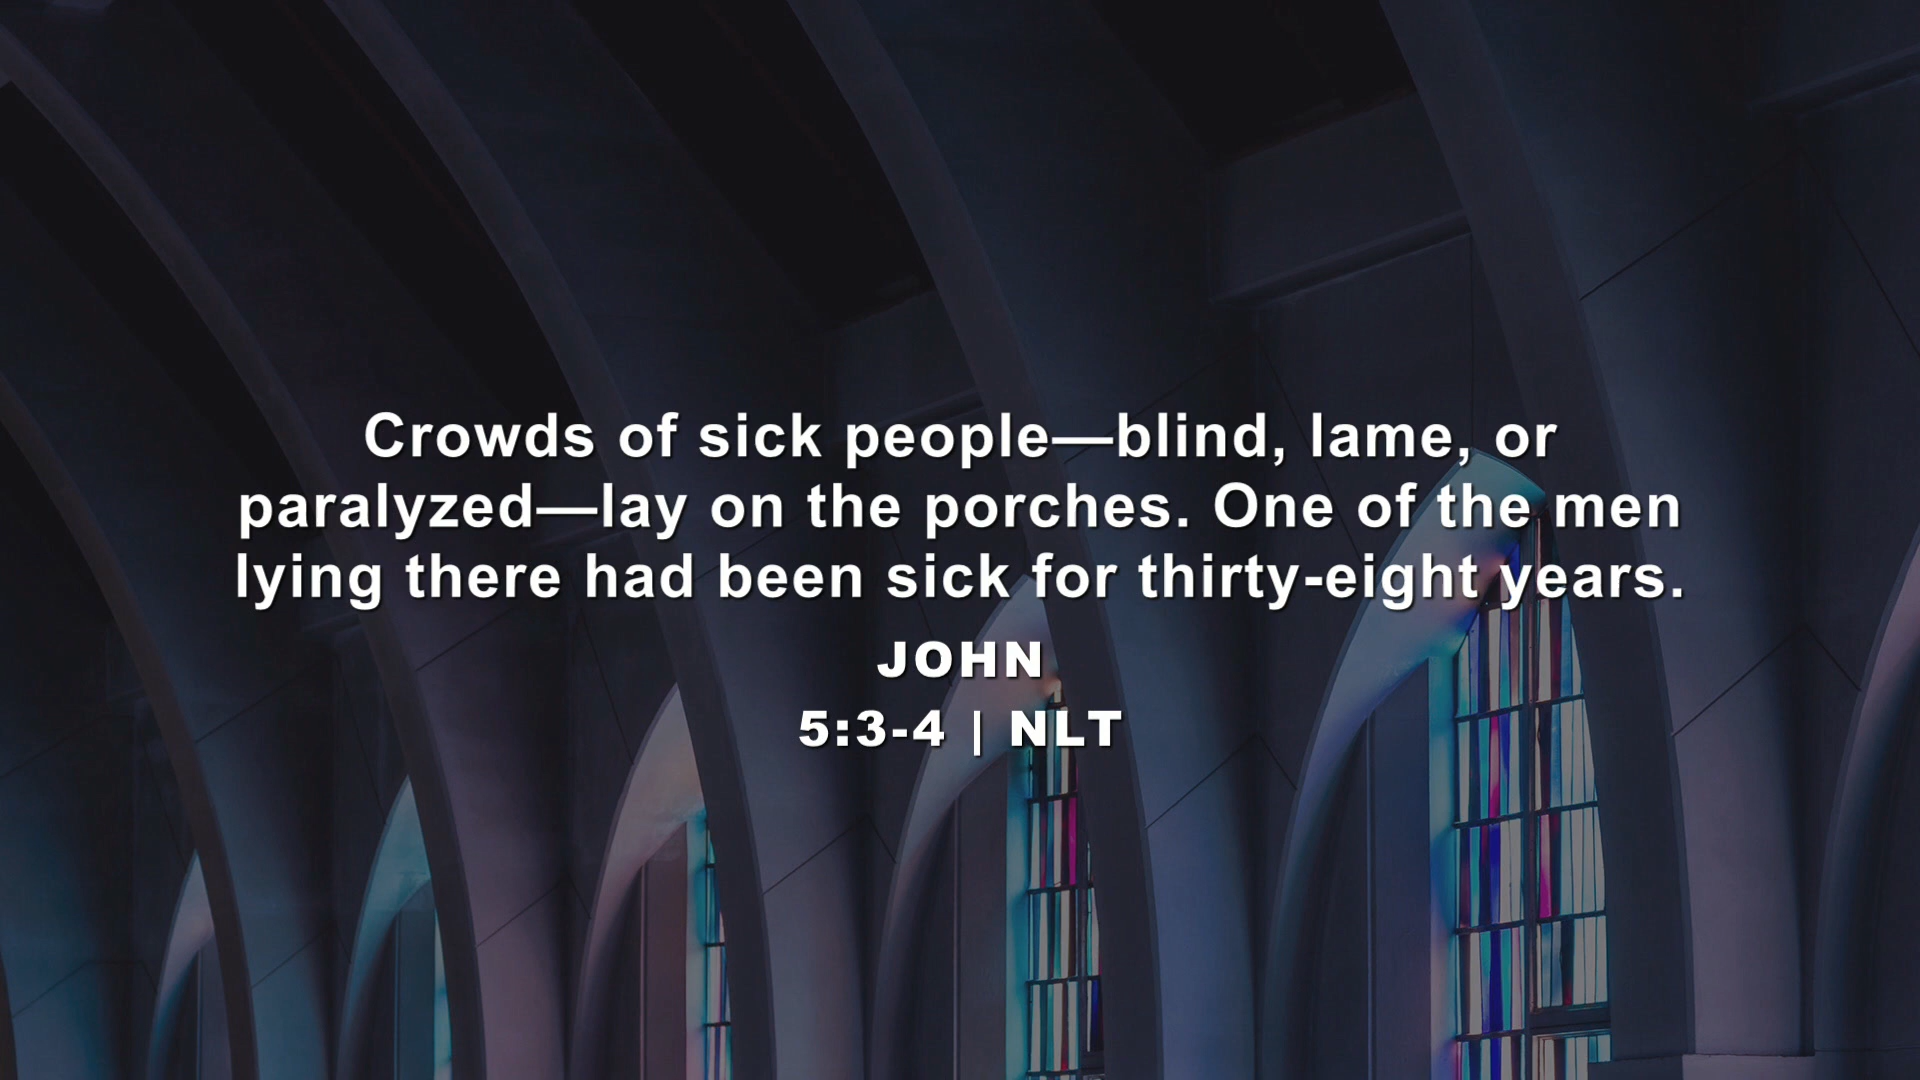 Crowds of sick people—blind, lame, or
paralyzed—lay on the porches. One of the men
lying there had been sick for thirty-eight years.
JOHN
5:3-4 | NLT